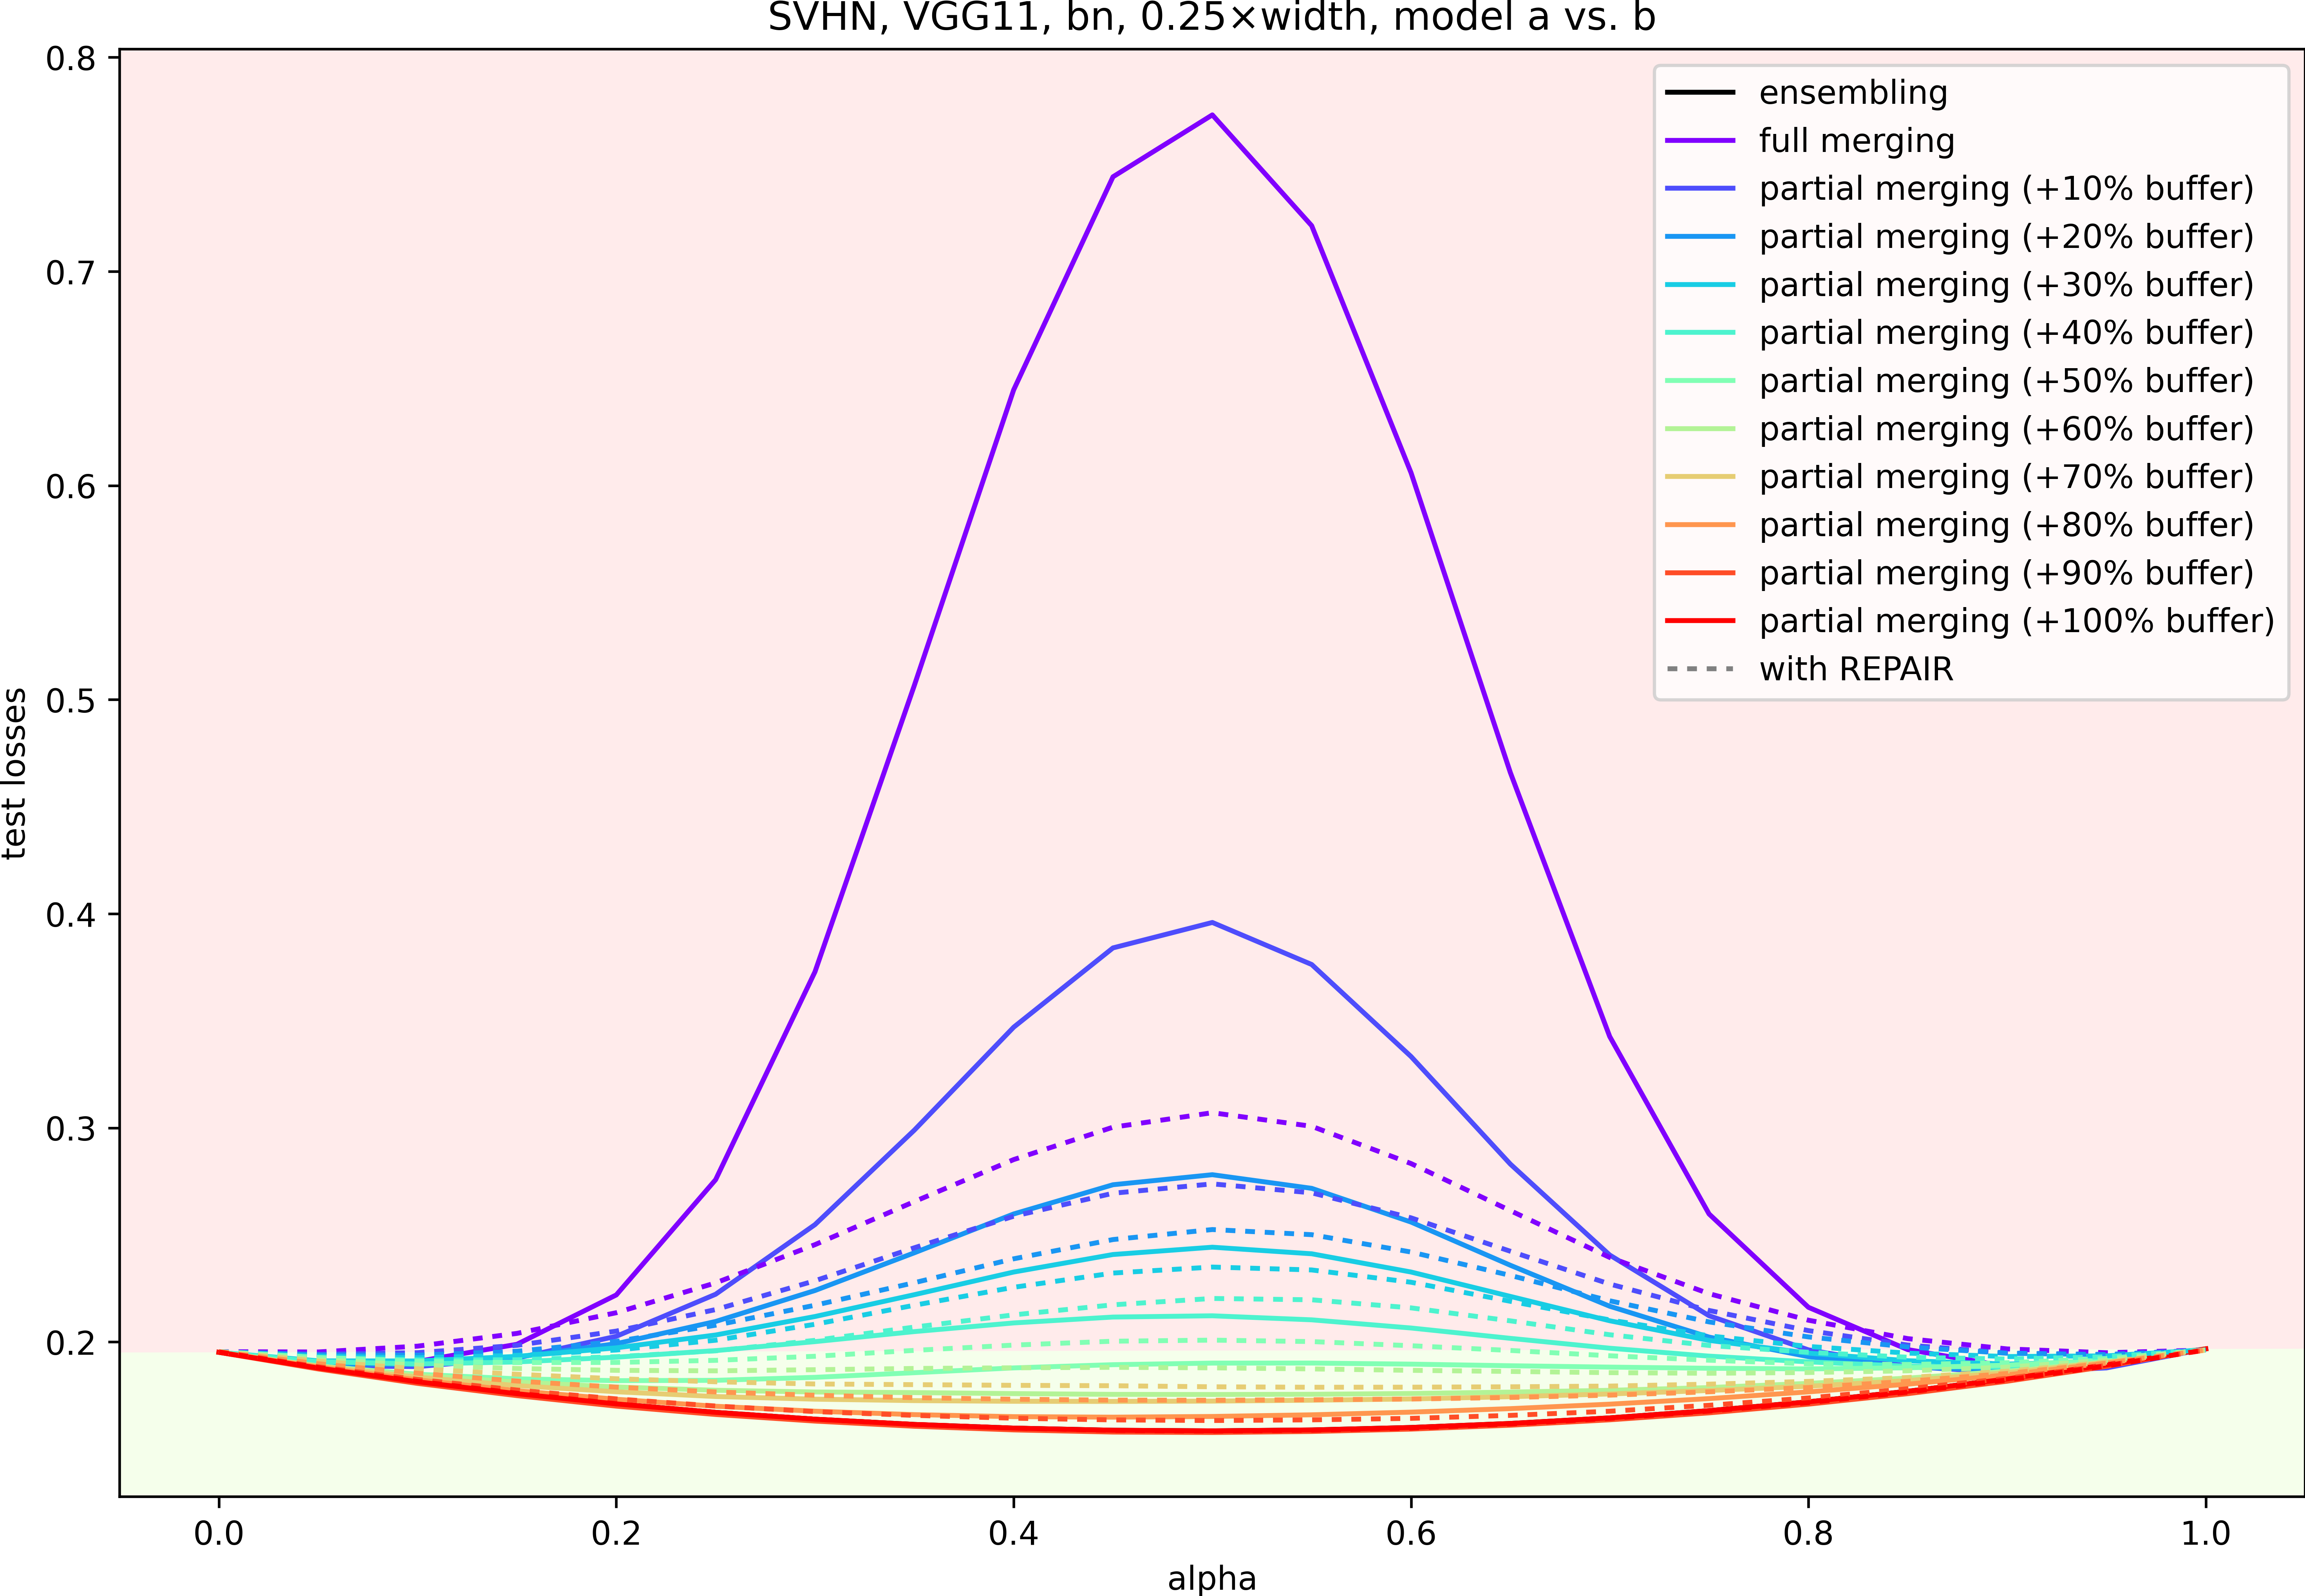 SVHN, VGG11, bn, 0.25×width, model a vs. b
0.8
0.7
0.6
0.5
0.4
0.3
0.2
test losses
ensembling
full merging
partial merging (+10% buffer)
partial merging (+20% buffer)
partial merging (+30% buffer)
partial merging (+40% buffer)
partial merging (+50% buffer)
partial merging (+60% buffer)
partial merging (+70% buffer)
partial merging (+80% buffer)
partial merging (+90% buffer)
partial merging (+100% buffer)
with REPAIR
0.0 0.2 0.4 0.6 0.8 1.0
alpha